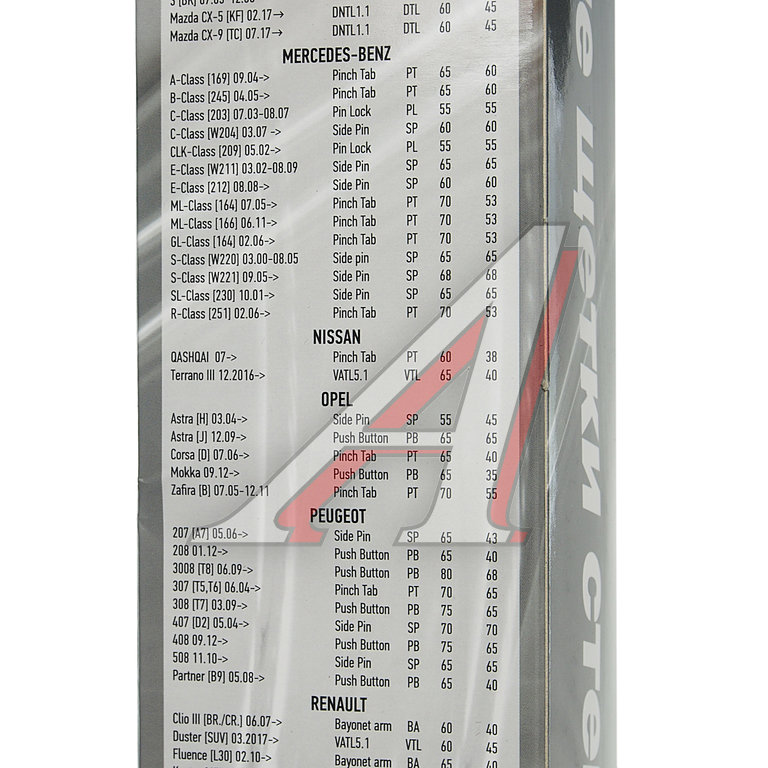 Mazda CX-5 [KF] 02.17→ DNTL1.1 DTL 60 45
Mazda CX-9 [TC] 07.17→ DNTL1.1 DTL 60 45
MERCEDES-BENZ
A-Class [169] 09.04-> Pinch Tab PT 65 60
B-Class [245] 04.05-> Pinch Tab PT 65 60
C-Class [203] 07.03-08.07 Pin Lock PL 55 55
C-Class [W204] 03.07 -> Side Pin SP 60 60
CLK-Class [209] 05.02-> Pin Lock PL 55 55
E-Class [W211] 03.02-08.09 Side Pin SP 65 65
E-Class [212] 08.08-> Side Pin SP 60 60
ML-Class [164] 07.05-> Pinch Tab PT 70 53
ML-Class [166] 06.11-> Pinch Tab PT 70 53
GL-Class [164] 02.06-> Pinch Tab PT 70 53
S-Class [W220] 03.00-08.05 Side pin SP 65 65
S-Class [W221] 09.05-> Side Pin SP 68 68
SL-Class [230] 10.01-> Side Pin SP 65 65
R-Class [251] 02.06-> Pinch Tab PT 70 53
NISSAN
QASHQAI 07-> Pinch Tab PT 60 38
Terrano III 12.2016-> VATL5.1 VTL 65 40
OPEL
Astra [H] 03.04-> Side Pin SP 55 45
Astra [J] 12.09-> Push Button PB 65 65
Corsa [D] 07.06-> Pinch Tab PT 65 40
Mokka 09.12-> Push Button PB 65 35
Zafira [B] 07.05-12.11 Pinch Tab PT 70 55
PEUGEOT
207 [A7] 05.06-> Side Pin SP 65 43
208 01.12-> Push Button PB 65 40
3008 [T8] 06.09-> Push Button PB 80 68
307 [T5,T6] 06.04-> Pinch Tab PT 70 65
308 [T7] 03.09-> Push Button PB 75 65
407 [D2] 05.04-> Side Pin SP 70 70
408 09.12-> Push Button PB 75 65
508 11.10-> Side Pin SP 65 65
Partner [B9] 05.08-> Push Button PB 65 40
RENAULT
Clio III [BR./CR.] 06.07-> Bayonet arm BA 60 40
Duster [SUV] 03.2017-> VATL5.1 VTL 60 45
Fluence [L30] 02.10-> Bayonet arm BA 65 40
щетки сте